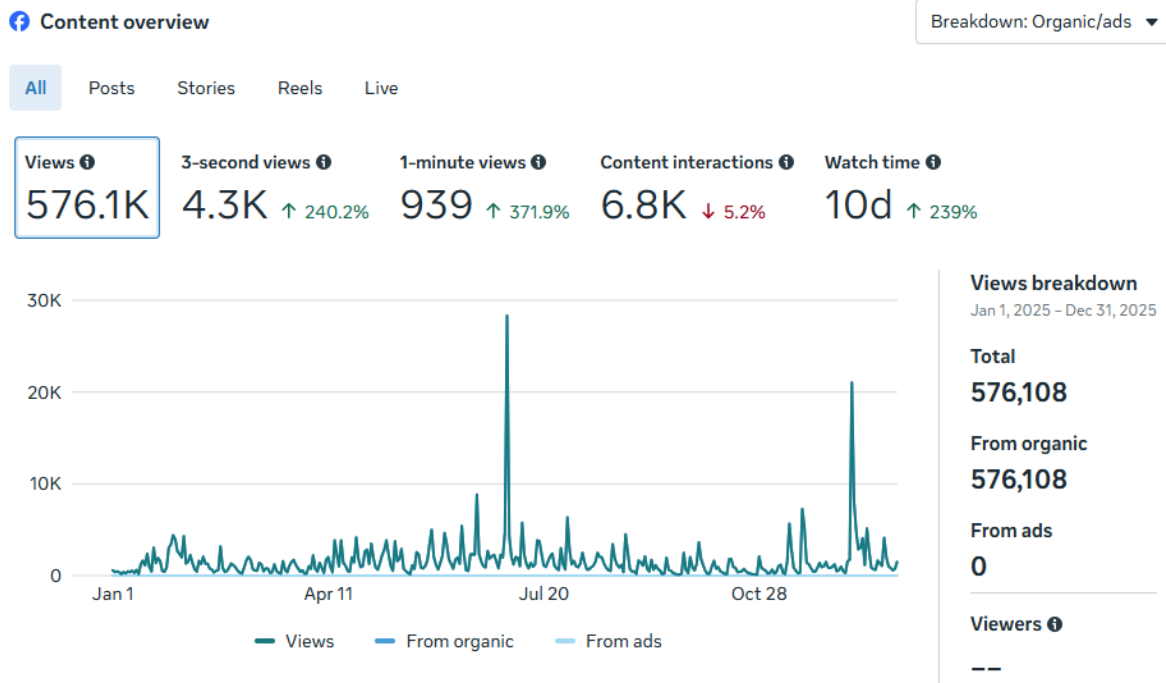 Content overview
Breakdown: Organic/ads
All Posts Stories Reels Live
Views 3-second views 1-minute views Content interactions Watch time
576.1K 4.3K ↑ 240.2% 939 ↑ 371.9% 6.8K ↓ 5.2% 10d ↑ 239%
30K
20K
10K
0
Jan 1 Apr 11 Jul 20 Oct 28
Views From organic From ads
Views breakdown
Jan 1, 2025 – Dec 31, 2025
Total
576,108
From organic
576,108
From ads
0
Viewers
--